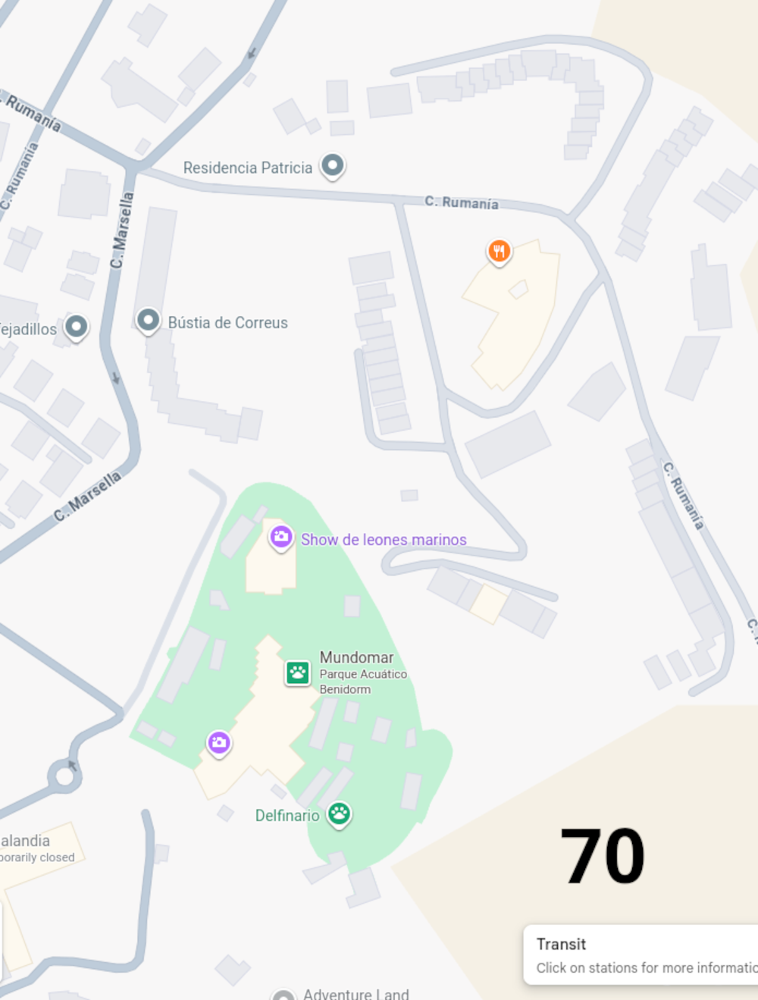 . Rumanía
C. Rumanía
Residencia Patricia
C. Rumanía
C. Marsella
Tejadillos
Bústia de Correus
C. Marsella
C. Rumanía
Show de leones marinos
C.
Mundomar
Parque Acuático
Benidorm
Delfinario
alandia
porarily closed
70
Transit
Click on stations for more informatio
Adventure Land